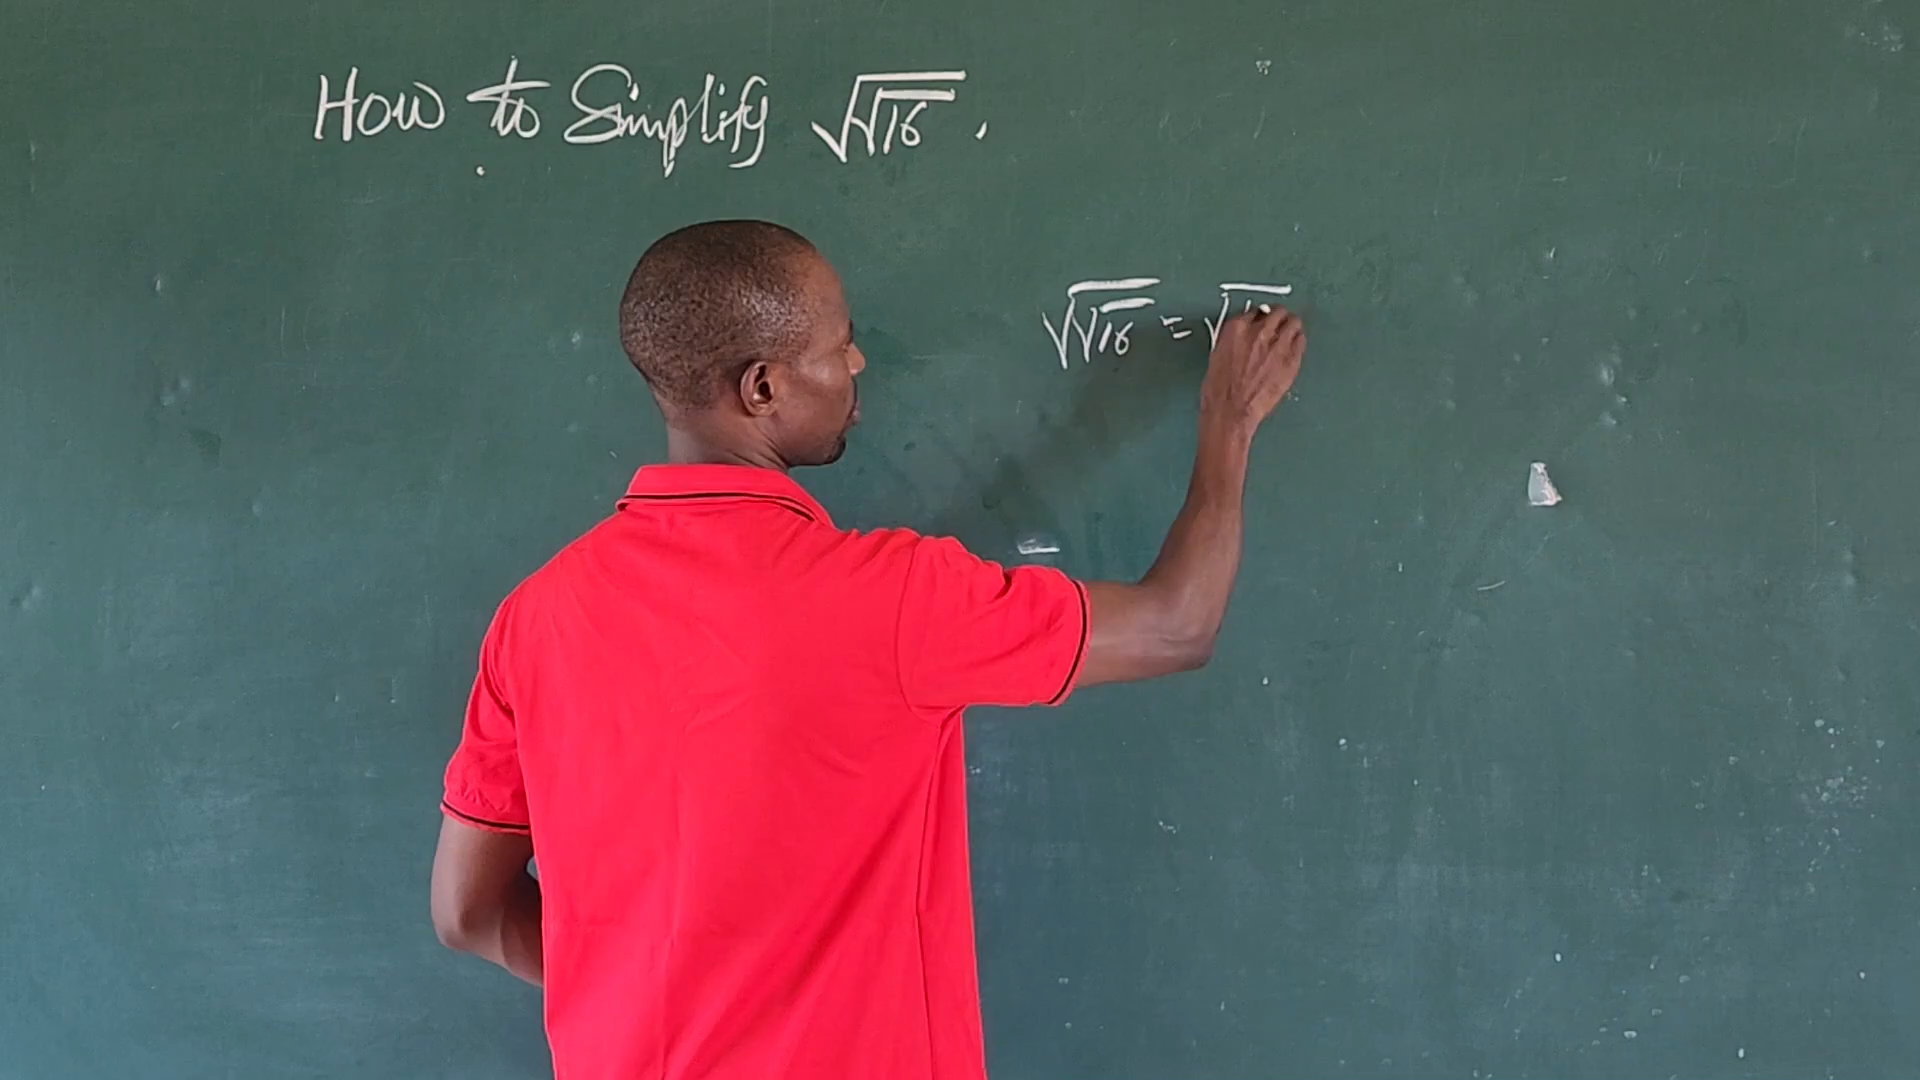 How to Simplify √√16.
√√16 = √